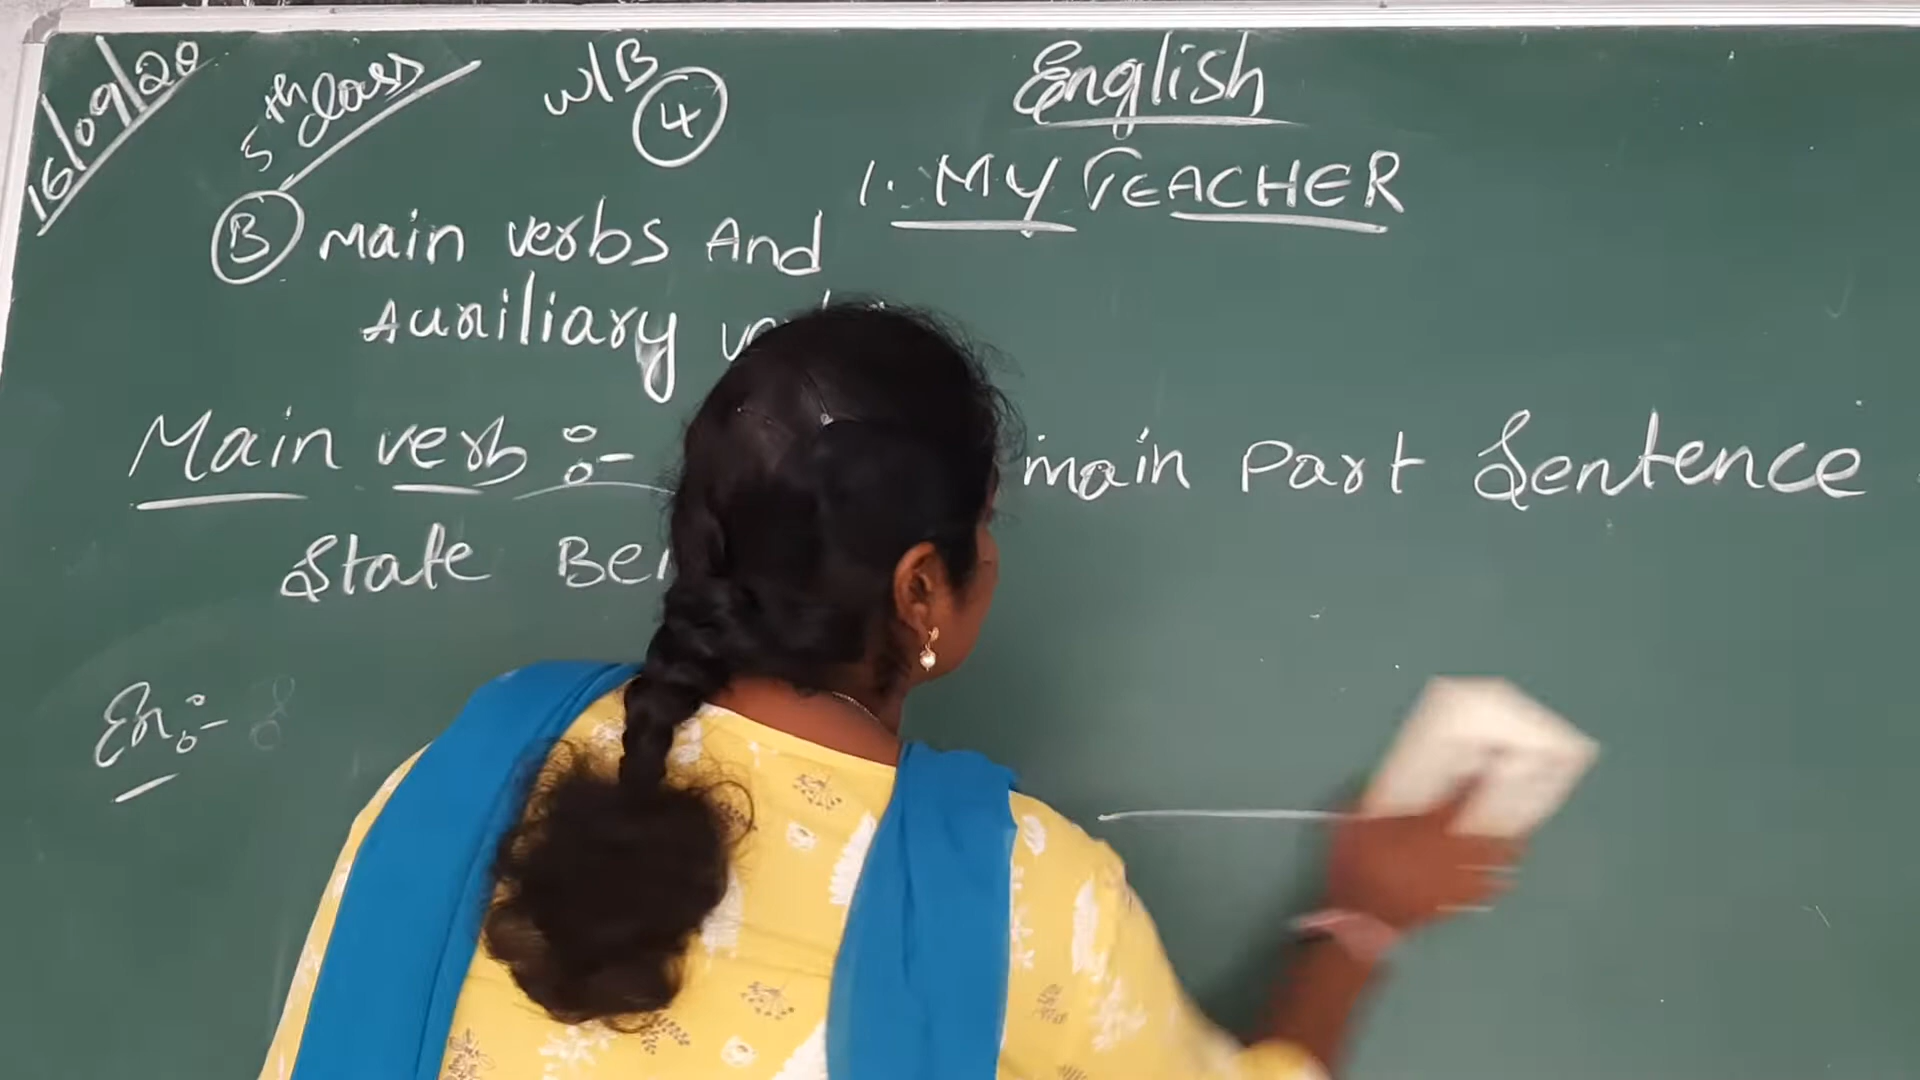 16/09/20
5th class
W/B 4
English
1. MY TEACHER
B Main verbs And
Auxiliary
Main verb :- main Part Sentence
State
Ex :-